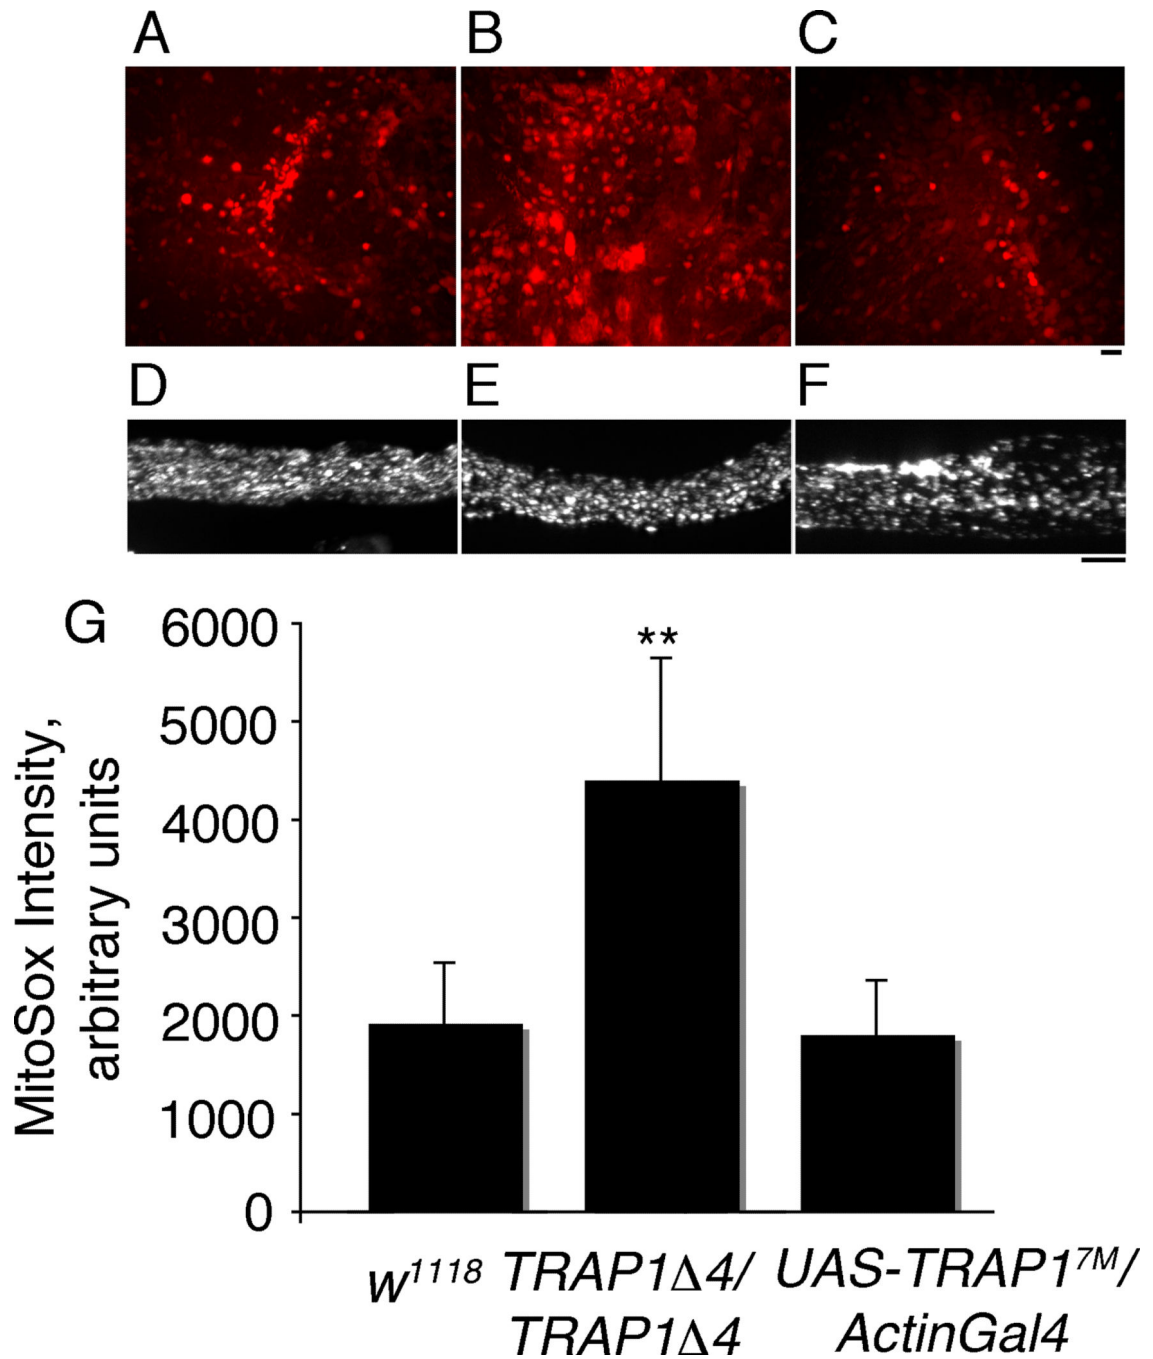 A B C
D E F
G
**
6000
5000
4000
3000
2000
1000
0
MitoSox Intensity,
arbitrary units
w¹¹¹⁸ TRAP1Δ4/ UAS-TRAP1⁷ᴹ/
TRAP1Δ4 ActinGal4